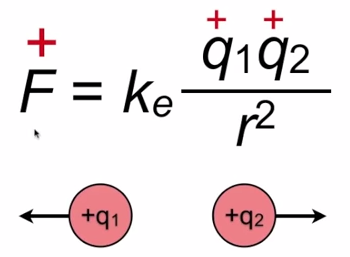 + + +
F = kₑ q₁q₂
r²
+q₁ +q₂